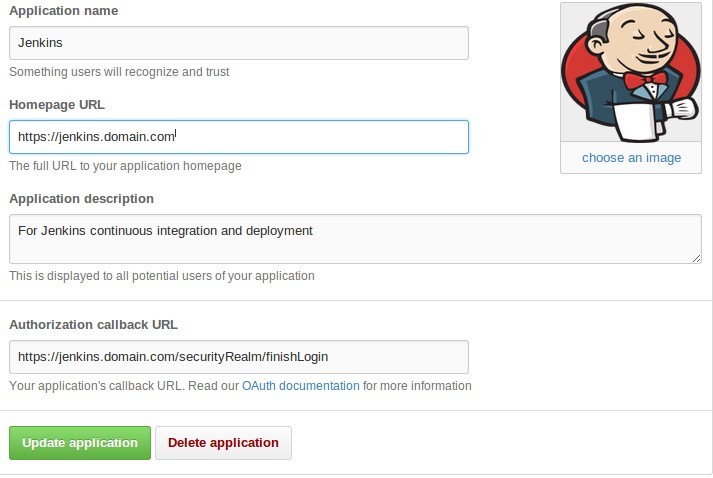 Application name
Jenkins
Something users will recognize and trust
Homepage URL
https://jenkins.domain.com
The full URL to your application homepage
choose an image
Application description
For Jenkins continuous integration and deployment
This is displayed to all potential users of your application
Authorization callback URL
https://jenkins.domain.com/securityRealm/finishLogin
Your application's callback URL. Read our OAuth documentation for more information
Update application
Delete application